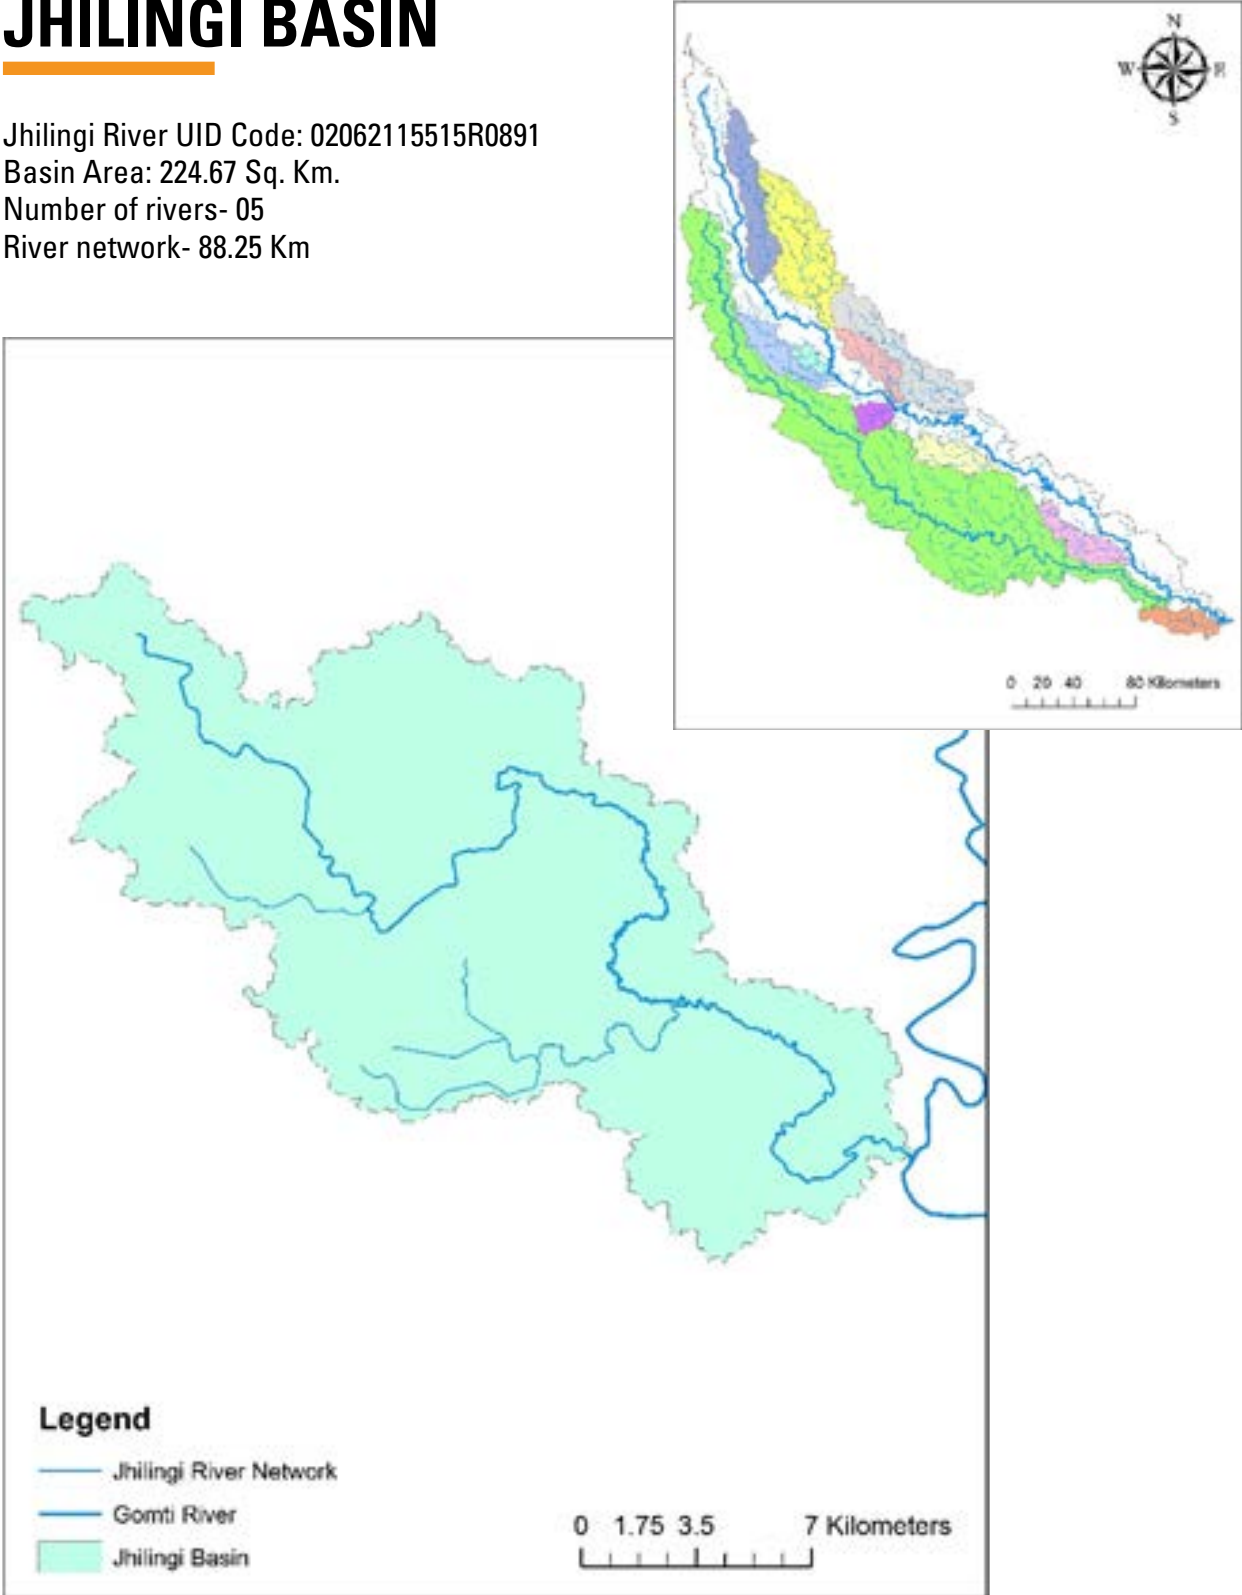 JHILINGI BASIN
Jhilingi River UID Code: 02062115515R0891
Basin Area: 224.67 Sq. Km.
Number of rivers- 05
River network- 88.25 Km
N
W E
S
0 20 40 80 Kilometers
Legend
Jhilingi River Network
Gomti River
Jhilingi Basin
0 1.75 3.5 7 Kilometers